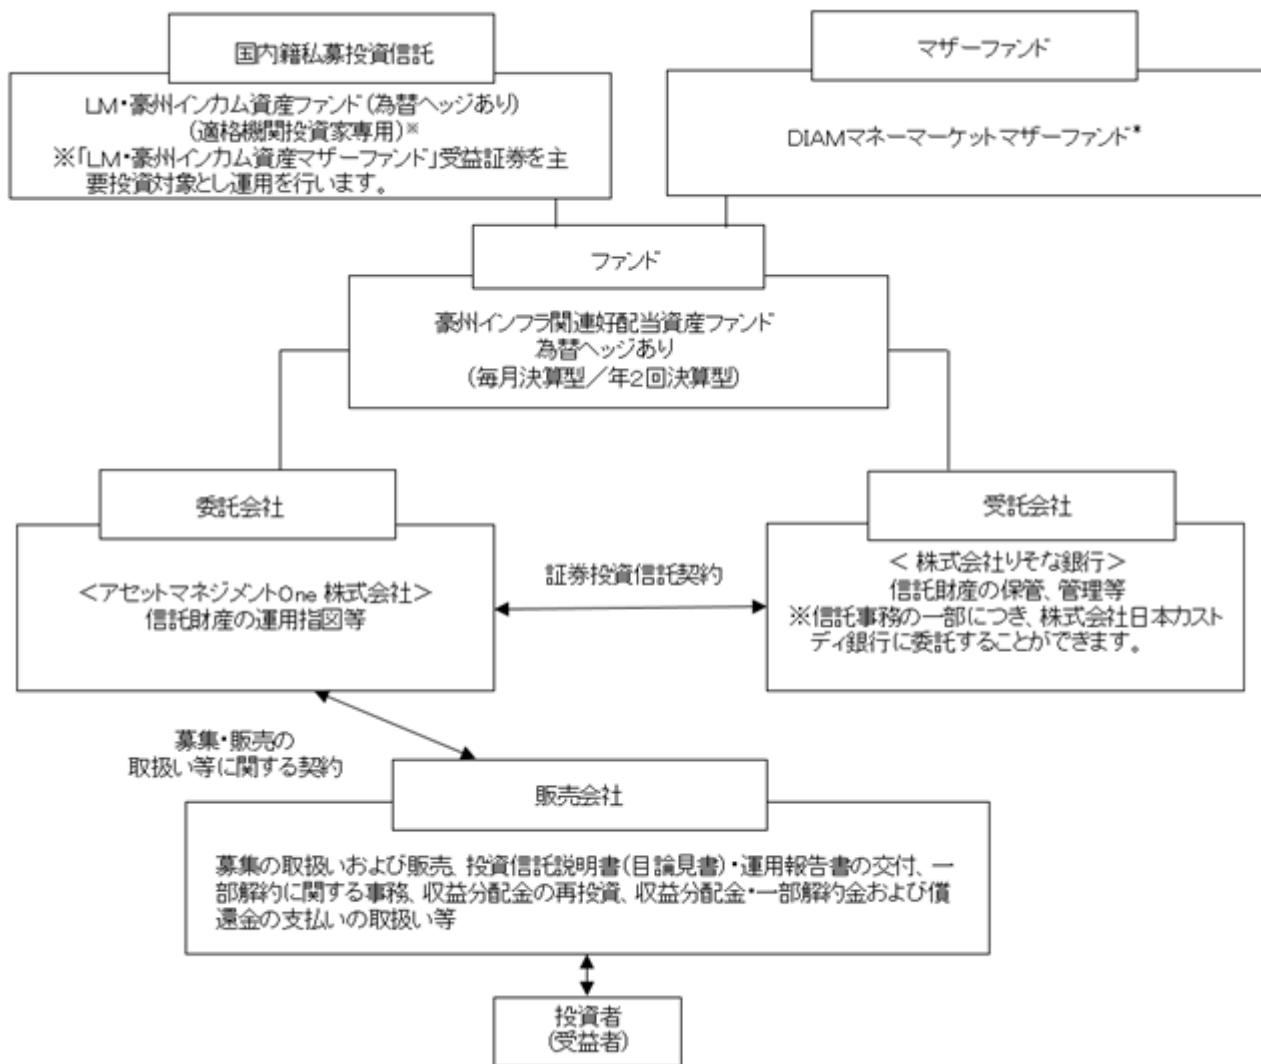 国内籍私募投資信託
LM・豪州インカム資産ファンド(為替ヘッジあり)
(適格機関投資家専用)※
※「LM・豪州インカム資産マザーファンド」受益証券を主
要投資対象とし運用を行います。
マザーファンド
DIAMマネーマーケットマザーファンド*
ファンド
豪州インフラ関連好配当資産ファンド
為替ヘッジあり
(毎月決算型/年2回決算型)
委託会社
<アセットマネジメントOne 株式会社>
信託財産の運用指図等
証券投資信託契約
受託会社
< 株式会社りそな銀行>
信託財産の保管、管理等
※信託事務の一部につき、株式会社日本カスト
ディ銀行に委託することができます。
募集・販売の
取扱い等に関する契約
販売会社
募集の取扱いおよび販売、投資信託説明書(目論見書)・運用報告書の交付、一
部解約に関する事務、収益分配金の再投資、収益分配金・一部解約金および償
還金の支払いの取扱い等
投資者
(受益者)